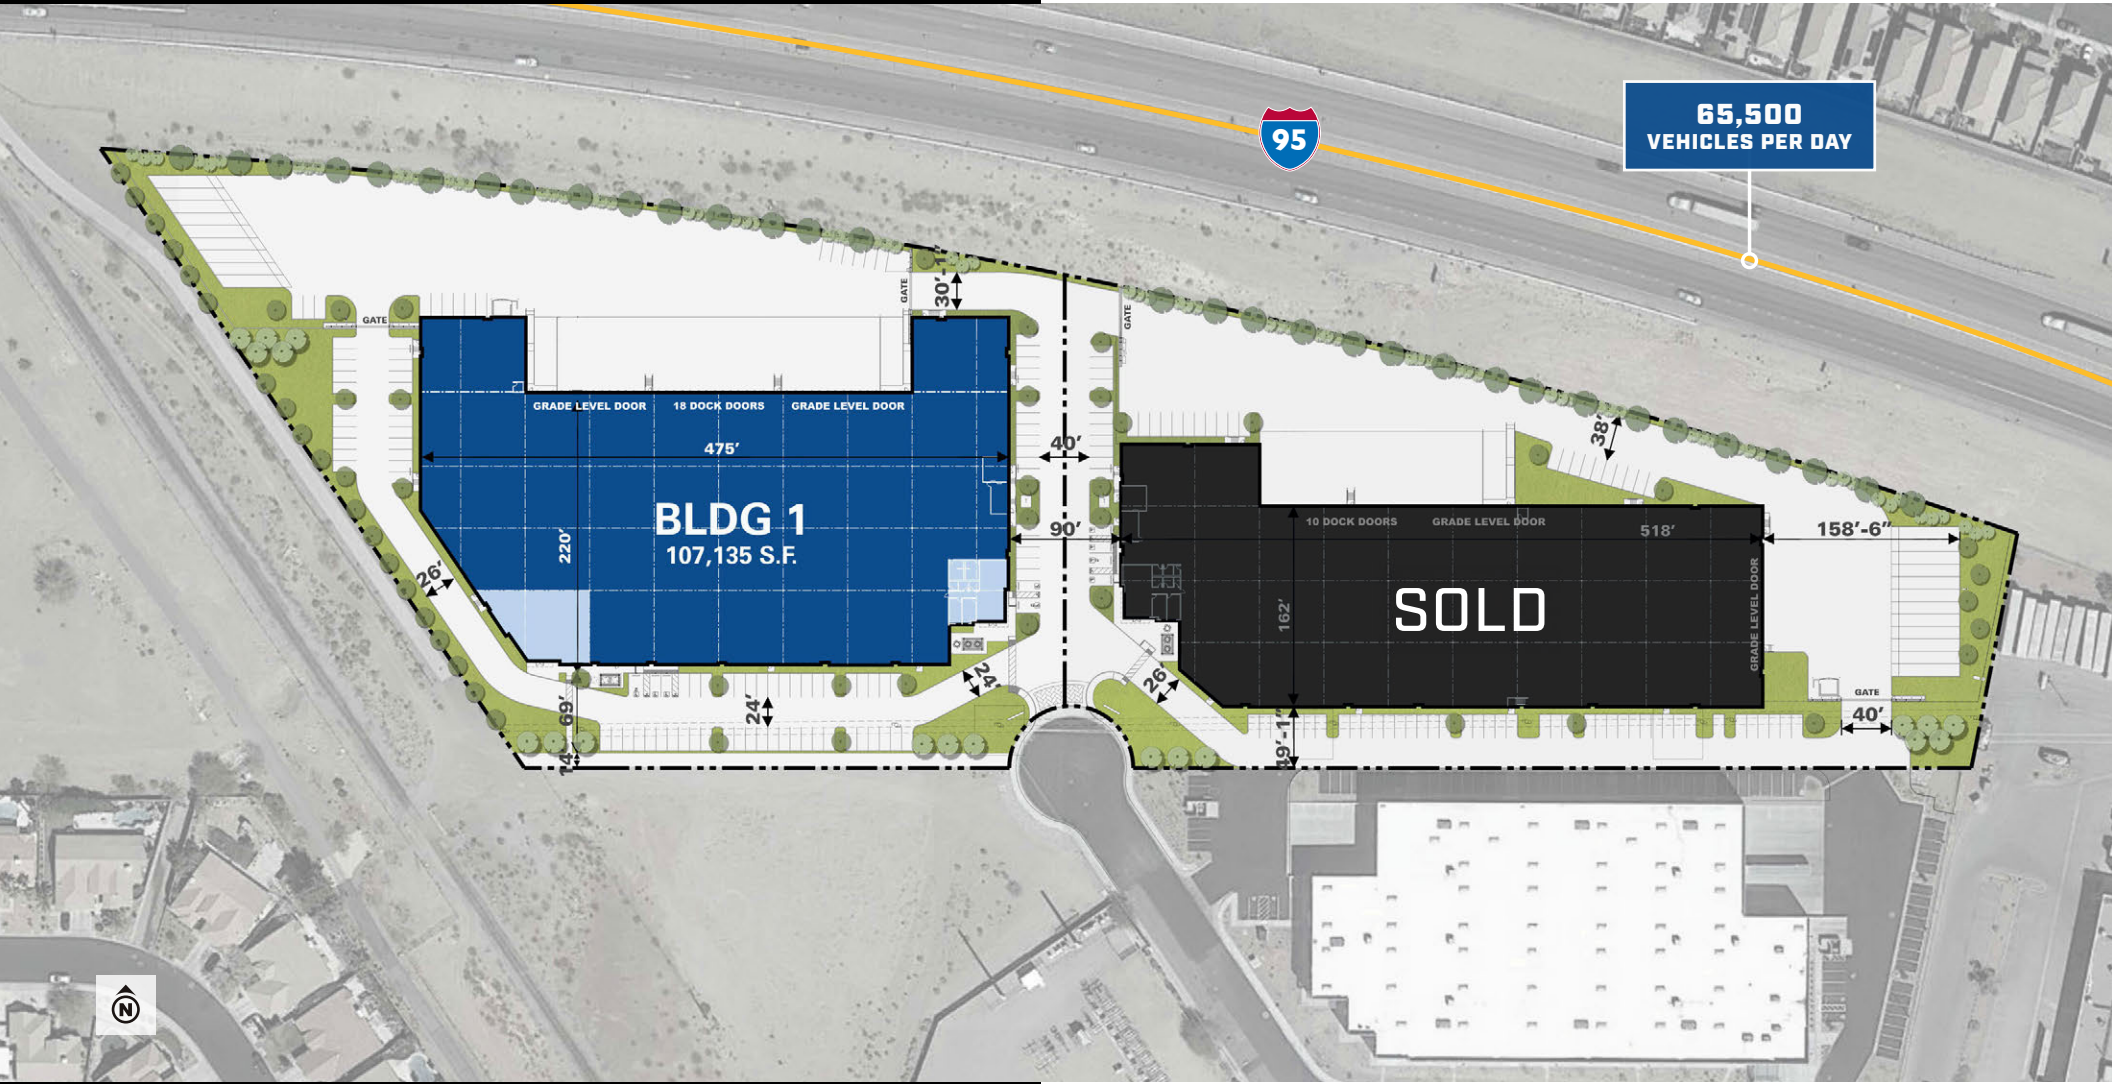 95
65,500
VEHICLES PER DAY
30'-1"
GATE
GATE
GATE
GRADE LEVEL DOOR
18 DOCK DOORS
GRADE LEVEL DOOR
475'
40'
38'
BLDG 1
107,135 S.F.
220'
90'
10 DOCK DOORS
GRADE LEVEL DOOR
518'
158'-6"
26'
162'
SOLD
GRADE LEVEL DOOR
24'
26'
69'
24'
GATE
40'
49'-1"
14'
N